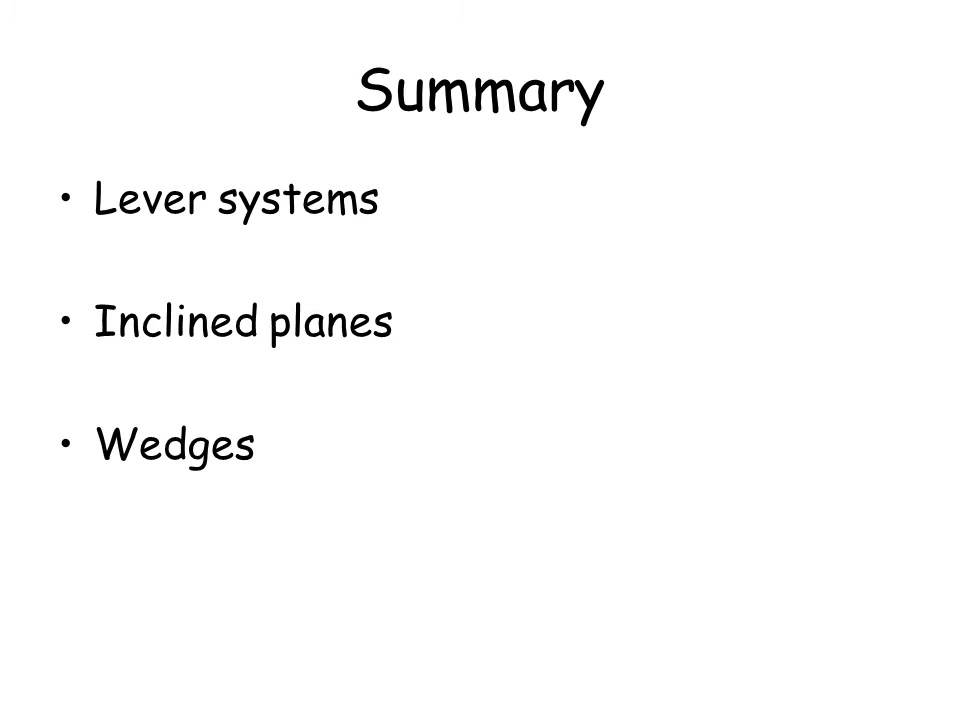 Summary
• Lever systems
• Inclined planes
• Wedges